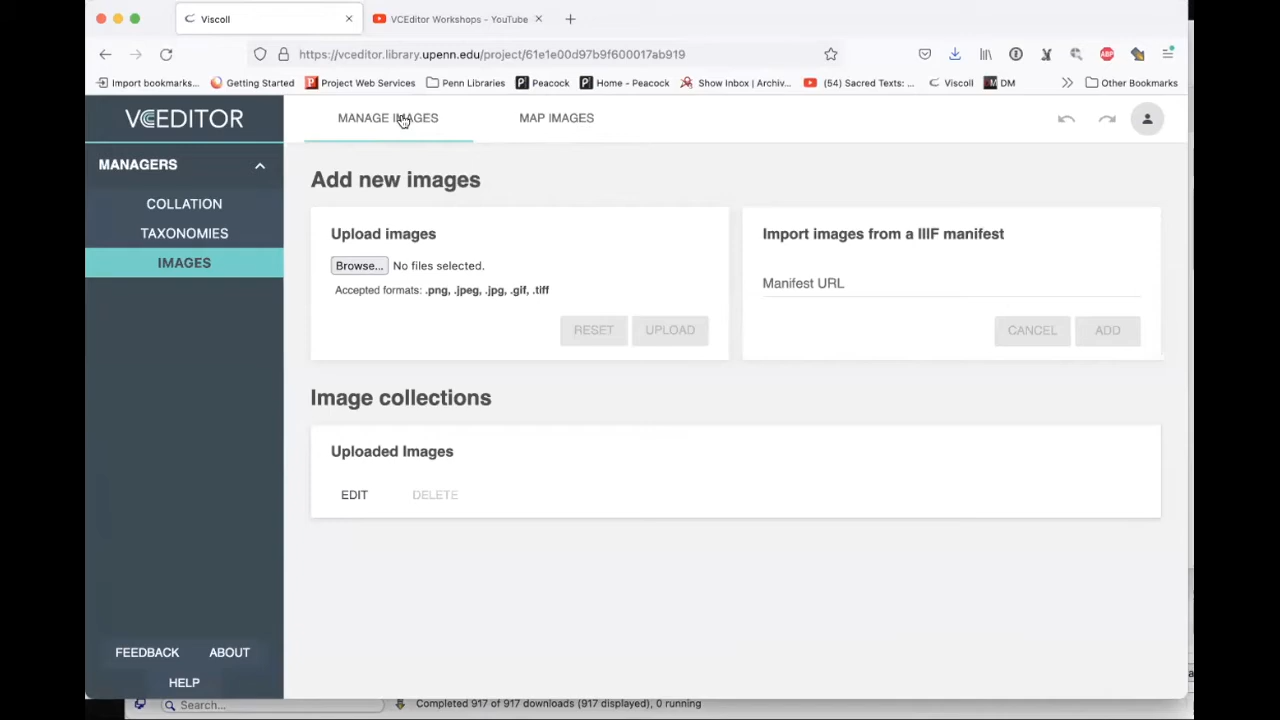 Viscoll
VCEditor Workshops - YouTube
https://vceditor.library.upenn.edu/project/61e1e00d97b9f600017ab919
Import bookmarks... Getting Started Project Web Services Penn Libraries Peacock Home - Peacock Show Inbox | Archiv... (54) Sacred Texts: ... Viscoll DM Other Bookmarks
VCEDITOR
MANAGE IMAGES MAP IMAGES
MANAGERS
COLLATION
TAXONOMIES
IMAGES
Add new images
Upload images
Browse... No files selected.
Accepted formats: .png, .jpeg, .jpg, .gif, .tiff
RESET UPLOAD
Import images from a IIIF manifest
Manifest URL
CANCEL ADD
Image collections
Uploaded Images
EDIT DELETE
FEEDBACK ABOUT
HELP
Search... Completed 917 of 917 downloads (917 displayed), 0 running